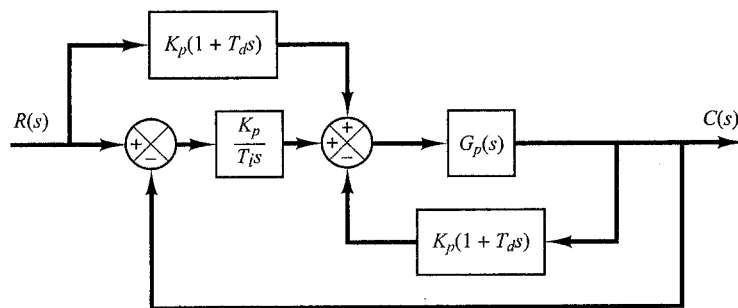 K_p(1 + T_d s)
R(s)
C(s)
+
−
K_p
T_i s
+
+
−
G_p(s)
K_p(1 + T_d s)